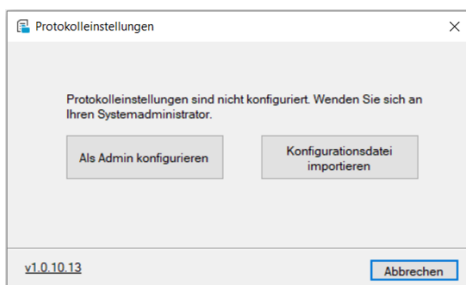 Protokolleinstellungen
Protokolleinstellungen sind nicht konfiguriert. Wenden Sie sich an
Ihren Systemadministrator.
Als Admin konfigurieren
Konfigurationsdatei
importieren
v1.0.10.13
Abbrechen